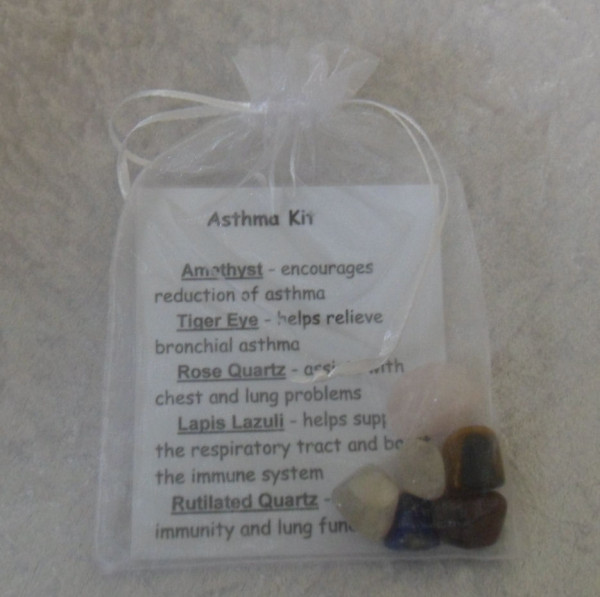 Asthma Kit
Amethyst - encourages
reduction of asthma
Tiger Eye - helps relieve
bronchial asthma
Rose Quartz - with
chest and lung problems
Lapis Lazuli - helps
the respiratory tract and
the immune system
Rutilated Quartz -
immunity and lung